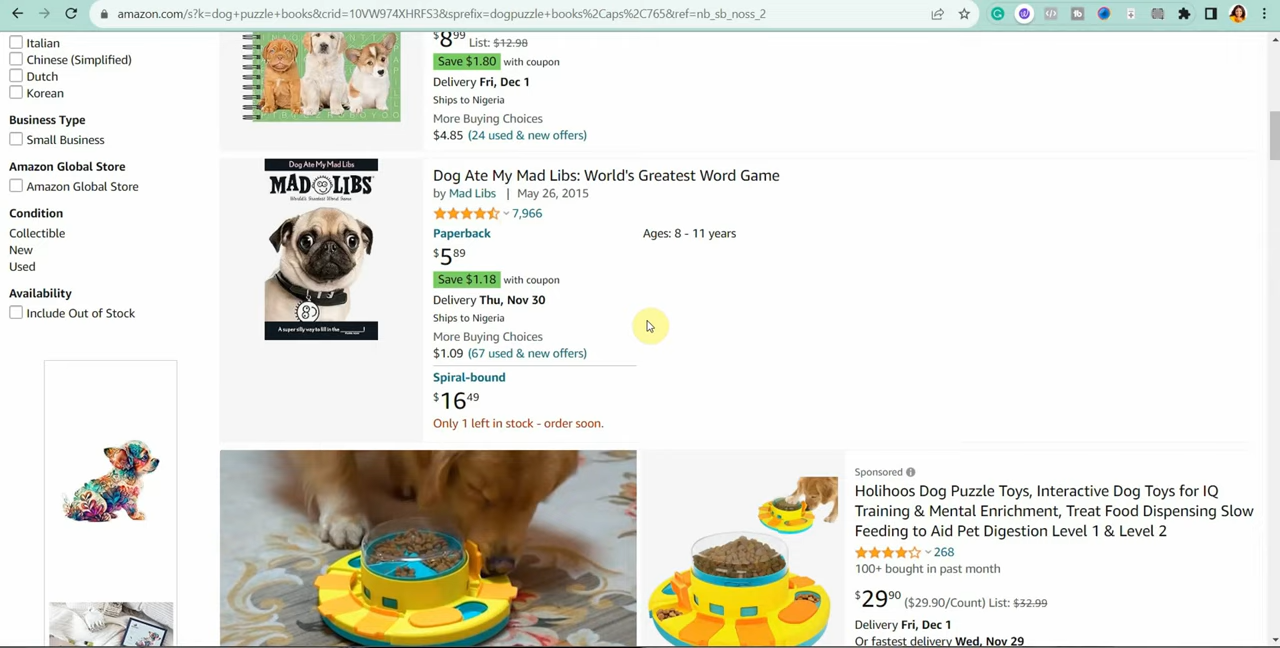 amazon.com/s?k=dog+puzzle+books&crid=10VW974XHRFS3&sprefix=dogpuzzle+books%2Caps%2C765&ref=nb_sb_noss_2
Italian
Chinese (Simplified)
Dutch
Korean
Business Type
Small Business
Amazon Global Store
Amazon Global Store
Condition
Collectible
New
Used
Availability
Include Out of Stock
$8 99 List: $12.98
Save $1.80 with coupon
Delivery Fri, Dec 1
Ships to Nigeria
More Buying Choices
$4.85 (24 used & new offers)
Dog Ate My Mad Libs
MAD LIBS
World's Greatest Word Game
A super silly way to fill in the ______!
Dog Ate My Mad Libs: World's Greatest Word Game
by Mad Libs | May 26, 2015
7,966
Paperback
Ages: 8 - 11 years
$5 89
Save $1.18 with coupon
Delivery Thu, Nov 30
Ships to Nigeria
More Buying Choices
$1.09 (67 used & new offers)
Spiral-bound
$16 49
Only 1 left in stock - order soon.
Sponsored
Holihoos Dog Puzzle Toys, Interactive Dog Toys for IQ
Training & Mental Enrichment, Treat Food Dispensing Slow
Feeding to Aid Pet Digestion Level 1 & Level 2
268
100+ bought in past month
$29 90 ($29.90/Count) List: $32.99
Delivery Fri, Dec 1
Or fastest delivery Wed, Nov 29